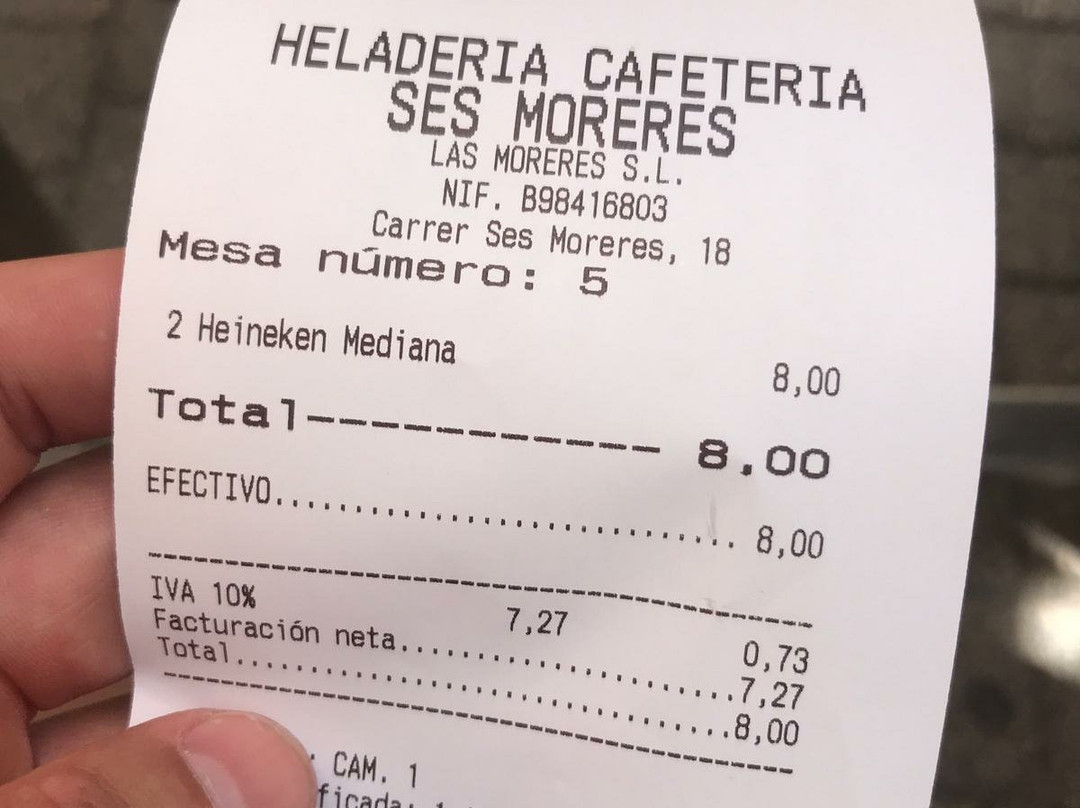 HELADERIA CAFETERIA
SES MORERES
LAS MORERES S.L.
NIF. B98416803
Carrer Ses Moreres, 18
Mesa número: 5
2 Heineken Mediana 8,00
Total----------- 8.00
EFECTIVO............................ 8,00
IVA 10% 7,27 0,73
Facturación neta..........................7,27
Total.....................................8,00
CAM. 1